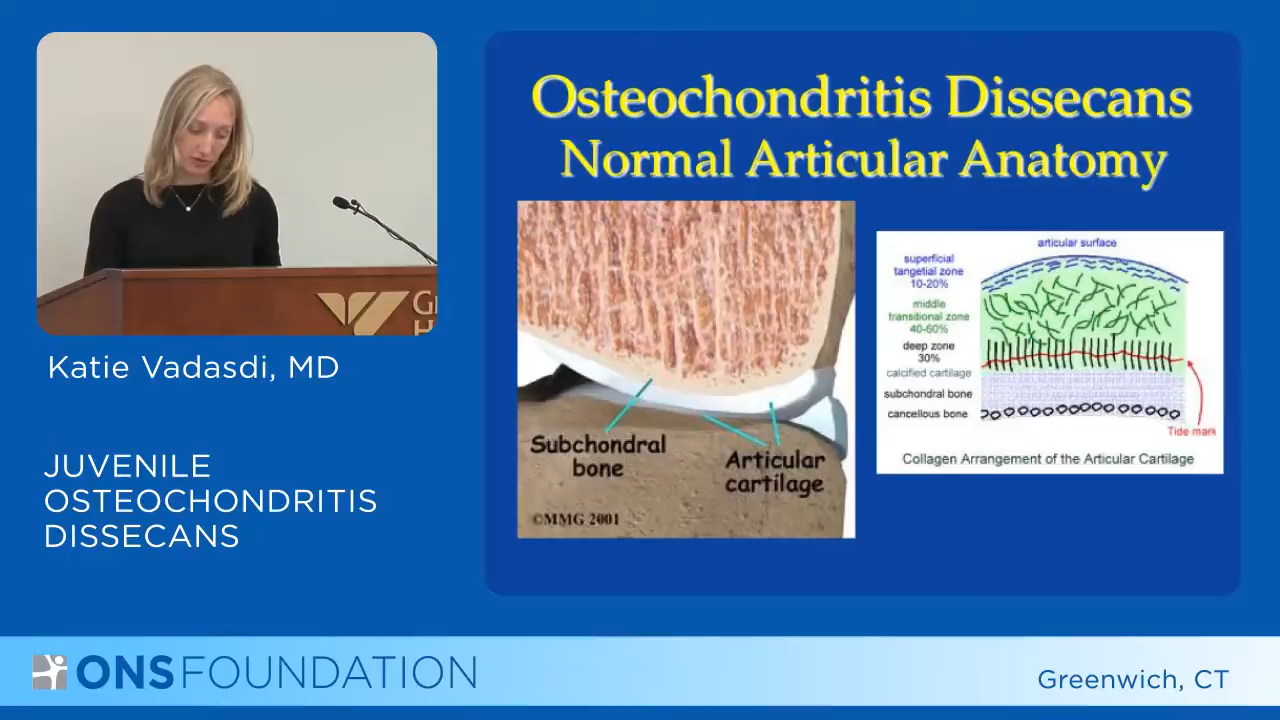 Osteochondritis Dissecans
Normal Articular Anatomy
Subchondral
bone
Articular
cartilage
©MMG 2001
articular surface
superficial
tangetial zone
10-20%
middle
transitional zone
40-60%
deep zone
30%
calcified cartilage
subchondral bone
cancellous bone
Tide mark
Collagen Arrangement of the Articular Cartilage
Katie Vadasdi, MD
JUVENILE
OSTEOCHONDRITIS
DISSECANS
ONS FOUNDATION
Greenwich, CT